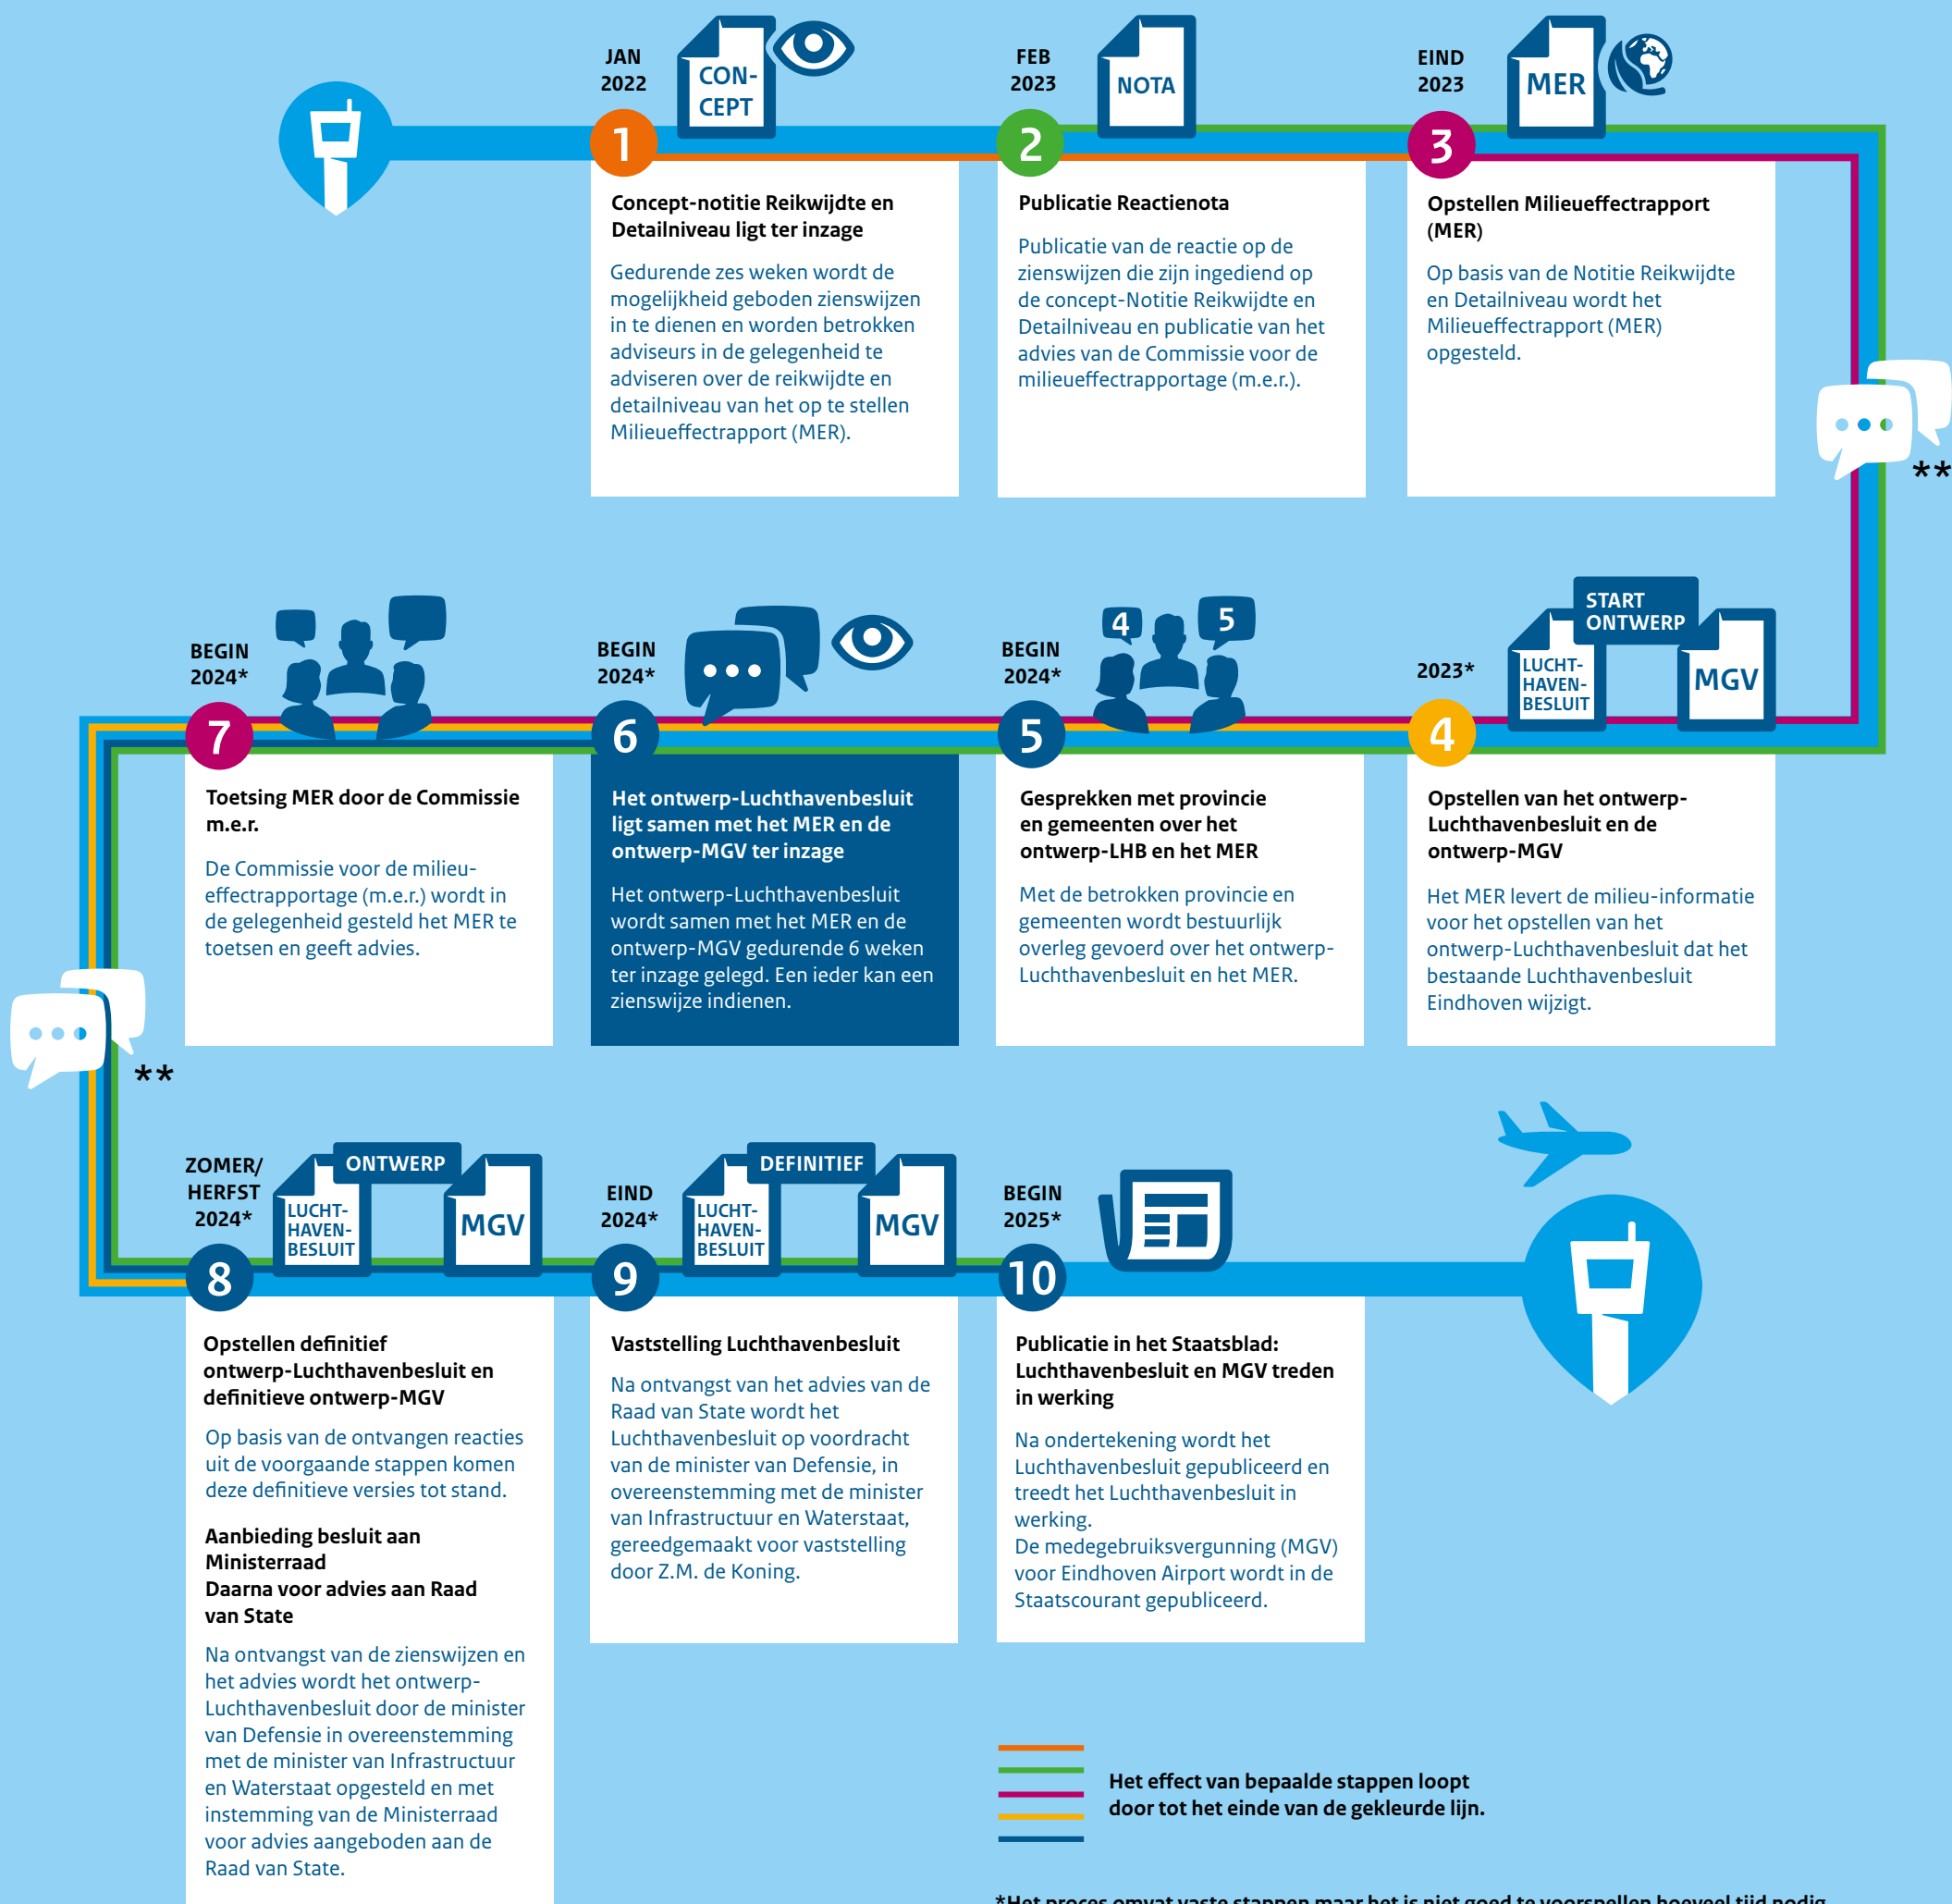 JAN
2022
CON-
CEPT
1
Concept-notitie Reikwijdte en
Detailniveau ligt ter inzage
Gedurende zes weken wordt de
mogelijkheid geboden zienswijzen
in te dienen en worden betrokken
adviseurs in de gelegenheid te
adviseren over de reikwijdte en
detailniveau van het op te stellen
Milieueffectrapport (MER).
FEB
2023
NOTA
2
Publicatie Reactienota
Publicatie van de reactie op de
zienswijzen die zijn ingediend op
de concept-Notitie Reikwijdte en
Detailniveau en publicatie van het
advies van de Commissie voor de
milieueffectrapportage (m.e.r.).
EIND
2023
MER
3
Opstellen Milieueffectrapport
(MER)
Op basis van de Notitie Reikwijdte
en Detailniveau wordt het
Milieueffectrapport (MER)
opgesteld.
**
2023*
START
ONTWERP
LUCHT-
HAVEN-
BESLUIT
MGV
4
Opstellen van het ontwerp-
Luchthavenbesluit en de
ontwerp-MGV
Het MER levert de milieu-informatie
voor het opstellen van het
ontwerp-Luchthavenbesluit dat het
bestaande Luchthavenbesluit
Eindhoven wijzigt.
BEGIN
2024*
4
5
5
Gesprekken met provincie
en gemeenten over het
ontwerp-LHB en het MER
Met de betrokken provincie en
gemeenten wordt bestuurlijk
overleg gevoerd over het ontwerp-
Luchthavenbesluit en het MER.
BEGIN
2024*
6
Het ontwerp-Luchthavenbesluit
ligt samen met het MER en de
ontwerp-MGV ter inzage
Het ontwerp-Luchthavenbesluit
wordt samen met het MER en de
ontwerp-MGV gedurende 6 weken
ter inzage gelegd. Een ieder kan een
zienswijze indienen.
BEGIN
2024*
7
Toetsing MER door de Commissie
m.e.r.
De Commissie voor de milieu-
effectrapportage (m.e.r.) wordt in
de gelegenheid gesteld het MER te
toetsen en geeft advies.
**
ZOMER/
HERFST
2024*
ONTWERP
LUCHT-
HAVEN-
BESLUIT
MGV
8
Opstellen definitief
ontwerp-Luchthavenbesluit en
definitieve ontwerp-MGV
Op basis van de ontvangen reacties
uit de voorgaande stappen komen
deze definitieve versies tot stand.
Aanbieding besluit aan
Ministerraad
Daarna voor advies aan Raad
van State
Na ontvangst van de zienswijzen en
het advies wordt het ontwerp-
Luchthavenbesluit door de minister
van Defensie in overeenstemming
met de minister van Infrastructuur
en Waterstaat opgesteld en met
instemming van de Ministerraad
voor advies aangeboden aan de
Raad van State.
EIND
2024*
DEFINITIEF
LUCHT-
HAVEN-
BESLUIT
MGV
9
Vaststelling Luchthavenbesluit
Na ontvangst van het advies van de
Raad van State wordt het
Luchthavenbesluit op voordracht
van de minister van Defensie, in
overeenstemming met de minister
van Infrastructuur en Waterstaat,
gereedgemaakt voor vaststelling
door Z.M. de Koning.
BEGIN
2025*
10
Publicatie in het Staatsblad:
Luchthavenbesluit en MGV treden
in werking
Na ondertekening wordt het
Luchthavenbesluit gepubliceerd en
treedt het Luchthavenbesluit in
werking.
De medegebruiksvergunning (MGV)
voor Eindhoven Airport wordt in de
Staatscourant gepubliceerd.
Het effect van bepaalde stappen loopt
door tot het einde van de gekleurde lijn.
*Het proces omvat vaste stappen maar het is niet goed te voorspellen hoeveel tijd nodig